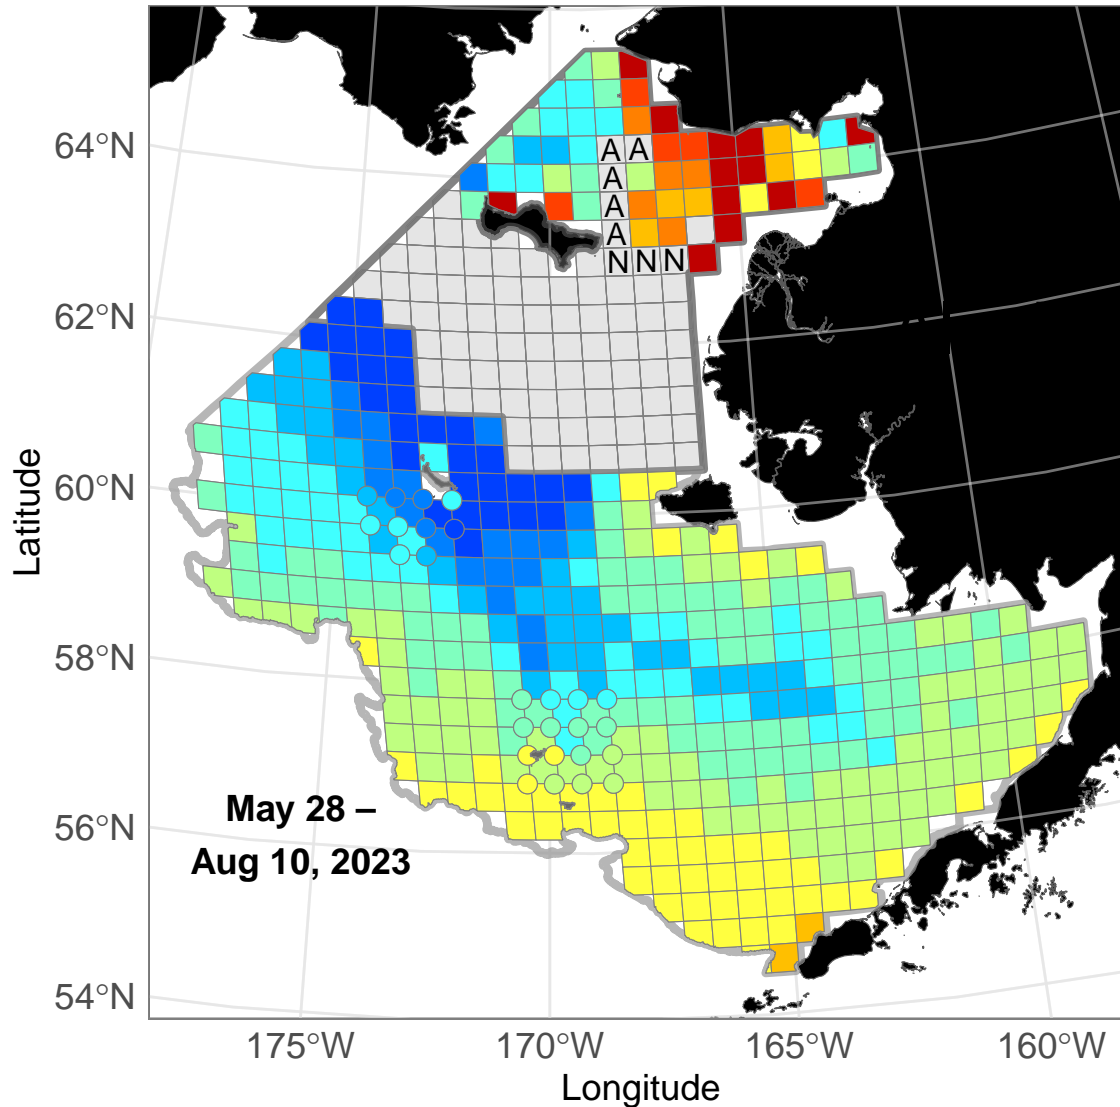 64°N
62°N
60°N
58°N
56°N
54°N
Latitude
A A
A
A
A
N N N
May 28 –
Aug 10, 2023
175°W 170°W 165°W 160°W
Longitude